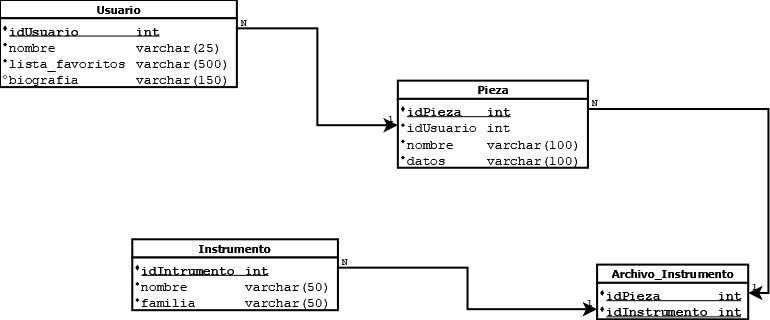 Usuario
idUsuario int
nombre varchar(25)
lista_favoritos varchar(500)
biografia varchar(150)
N
1
Pieza
idPieza int
idUsuario int
nombre varchar(100)
datos varchar(100)
N
1
Instrumento
idIntrumento int
nombre varchar(50)
familia varchar(50)
N
1
Archivo_Instrumento
idPieza int
idInstrumento int